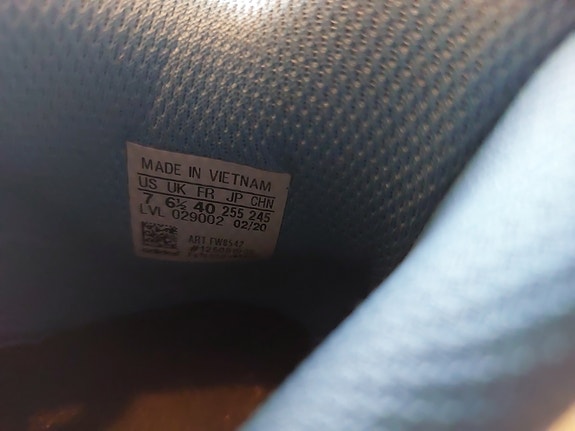 MADE IN VIETNAM
US UK FR JP CHN
7 6½ 40 255 245
LVL 029002 02/20
ART FW8547